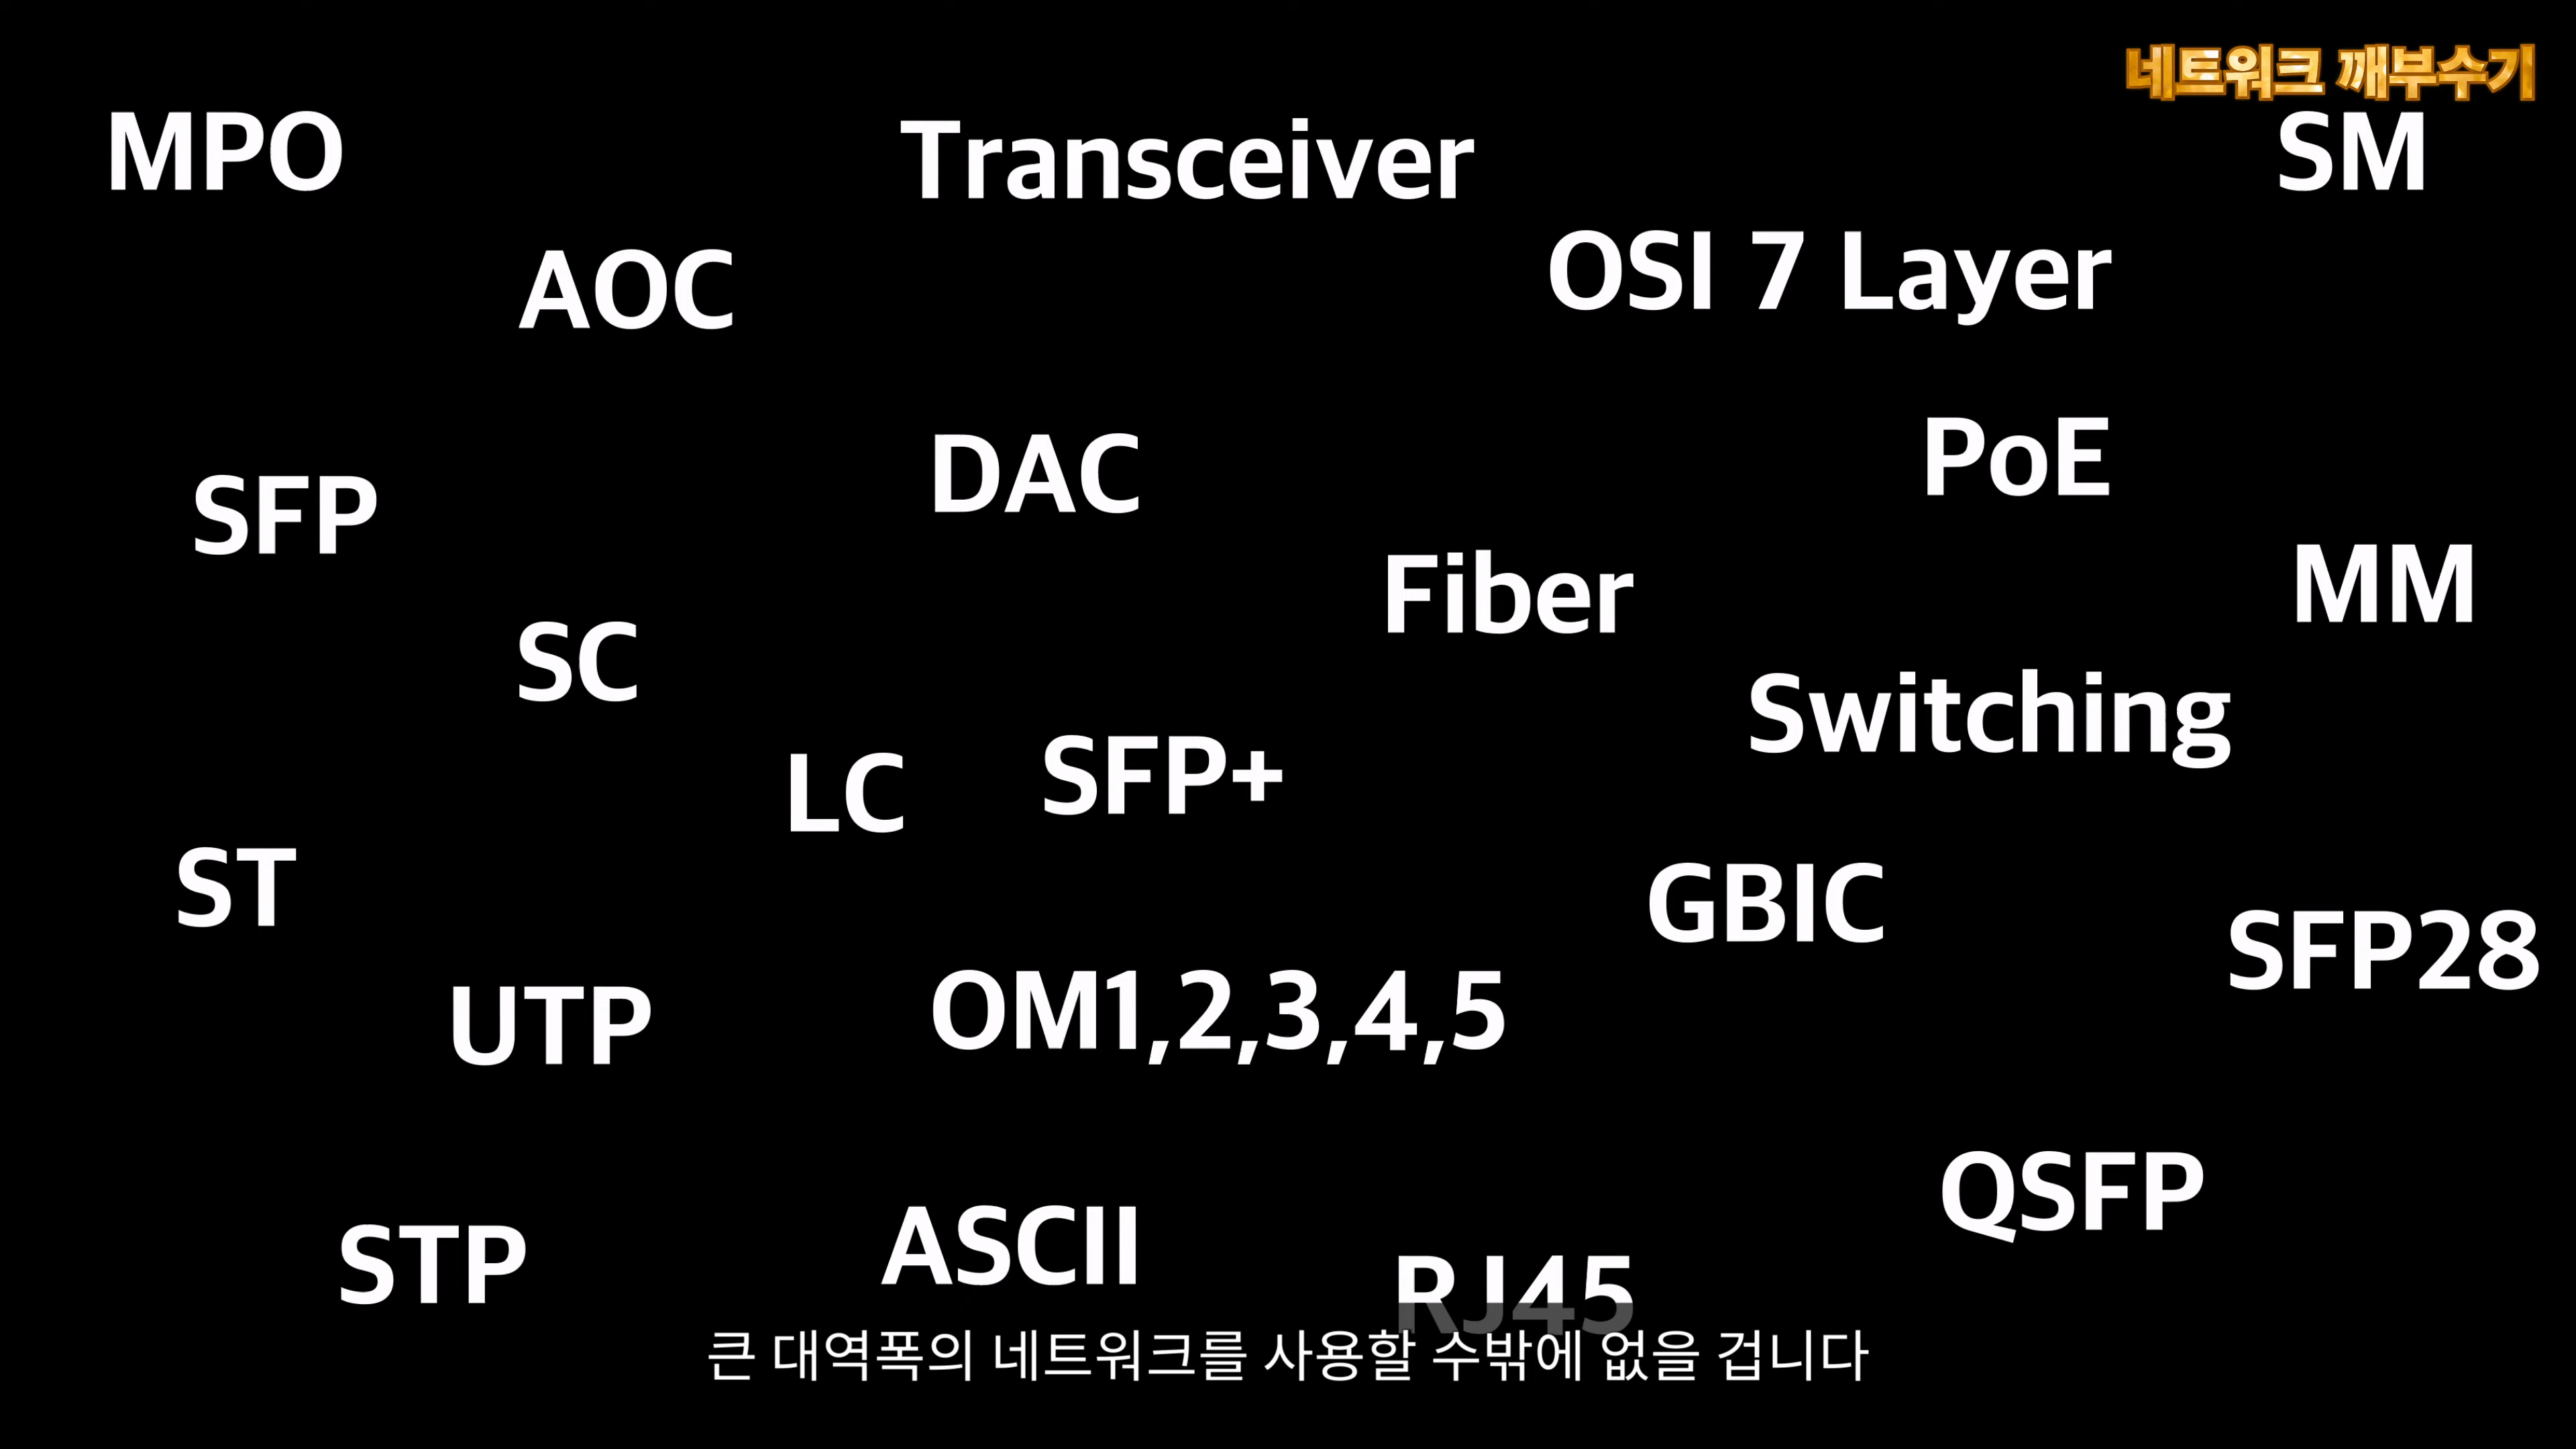 네트워크 깨부수기
MPO
Transceiver
SM
AOC
OSI 7 Layer
DAC
PoE
SFP
Fiber
MM
SC
Switching
LC
SFP+
ST
GBIC
SFP28
UTP
OM1,2,3,4,5
QSFP
STP
ASCII
RJ45
큰 대역폭의 네트워크를 사용할 수밖에 없을 겁니다